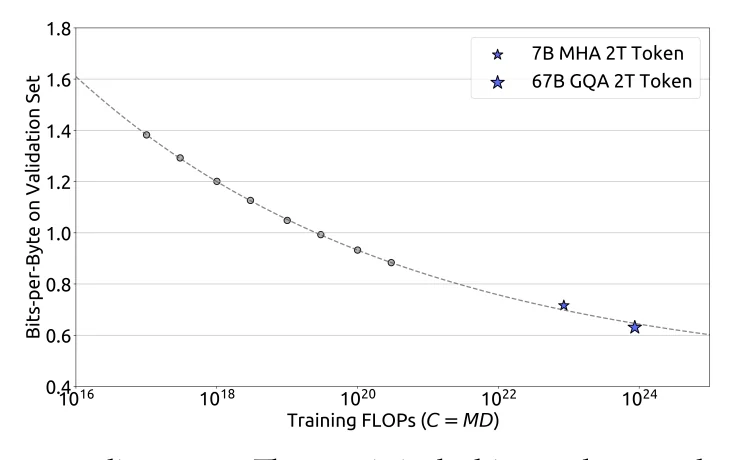 1.8
7B MHA 2T Token
67B GQA 2T Token
1.6
1.4
1.2
1.0
0.8
0.6
0.4
Bits-per-Byte on Validation Set
10^16 10^18 10^20 10^22 10^24
Training FLOPs (C = MD)